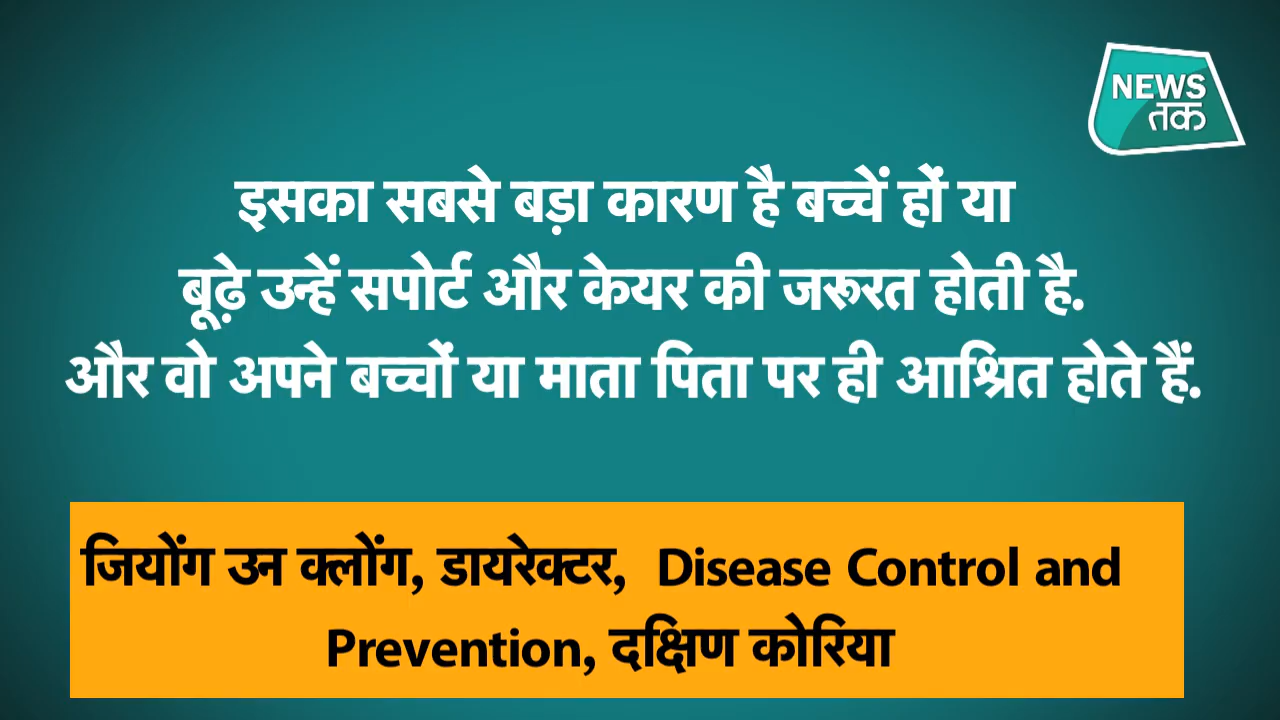 NEWS
तक
इसका सबसे बड़ा कारण है बच्चें हों या
बूढ़े उन्हें सपोर्ट और केयर की जरूरत होती है.
और वो अपने बच्चों या माता पिता पर ही आश्रित होते हैं.
जियोंग उन क्लोंग, डायरेक्टर, Disease Control and
Prevention, दक्षिण कोरिया